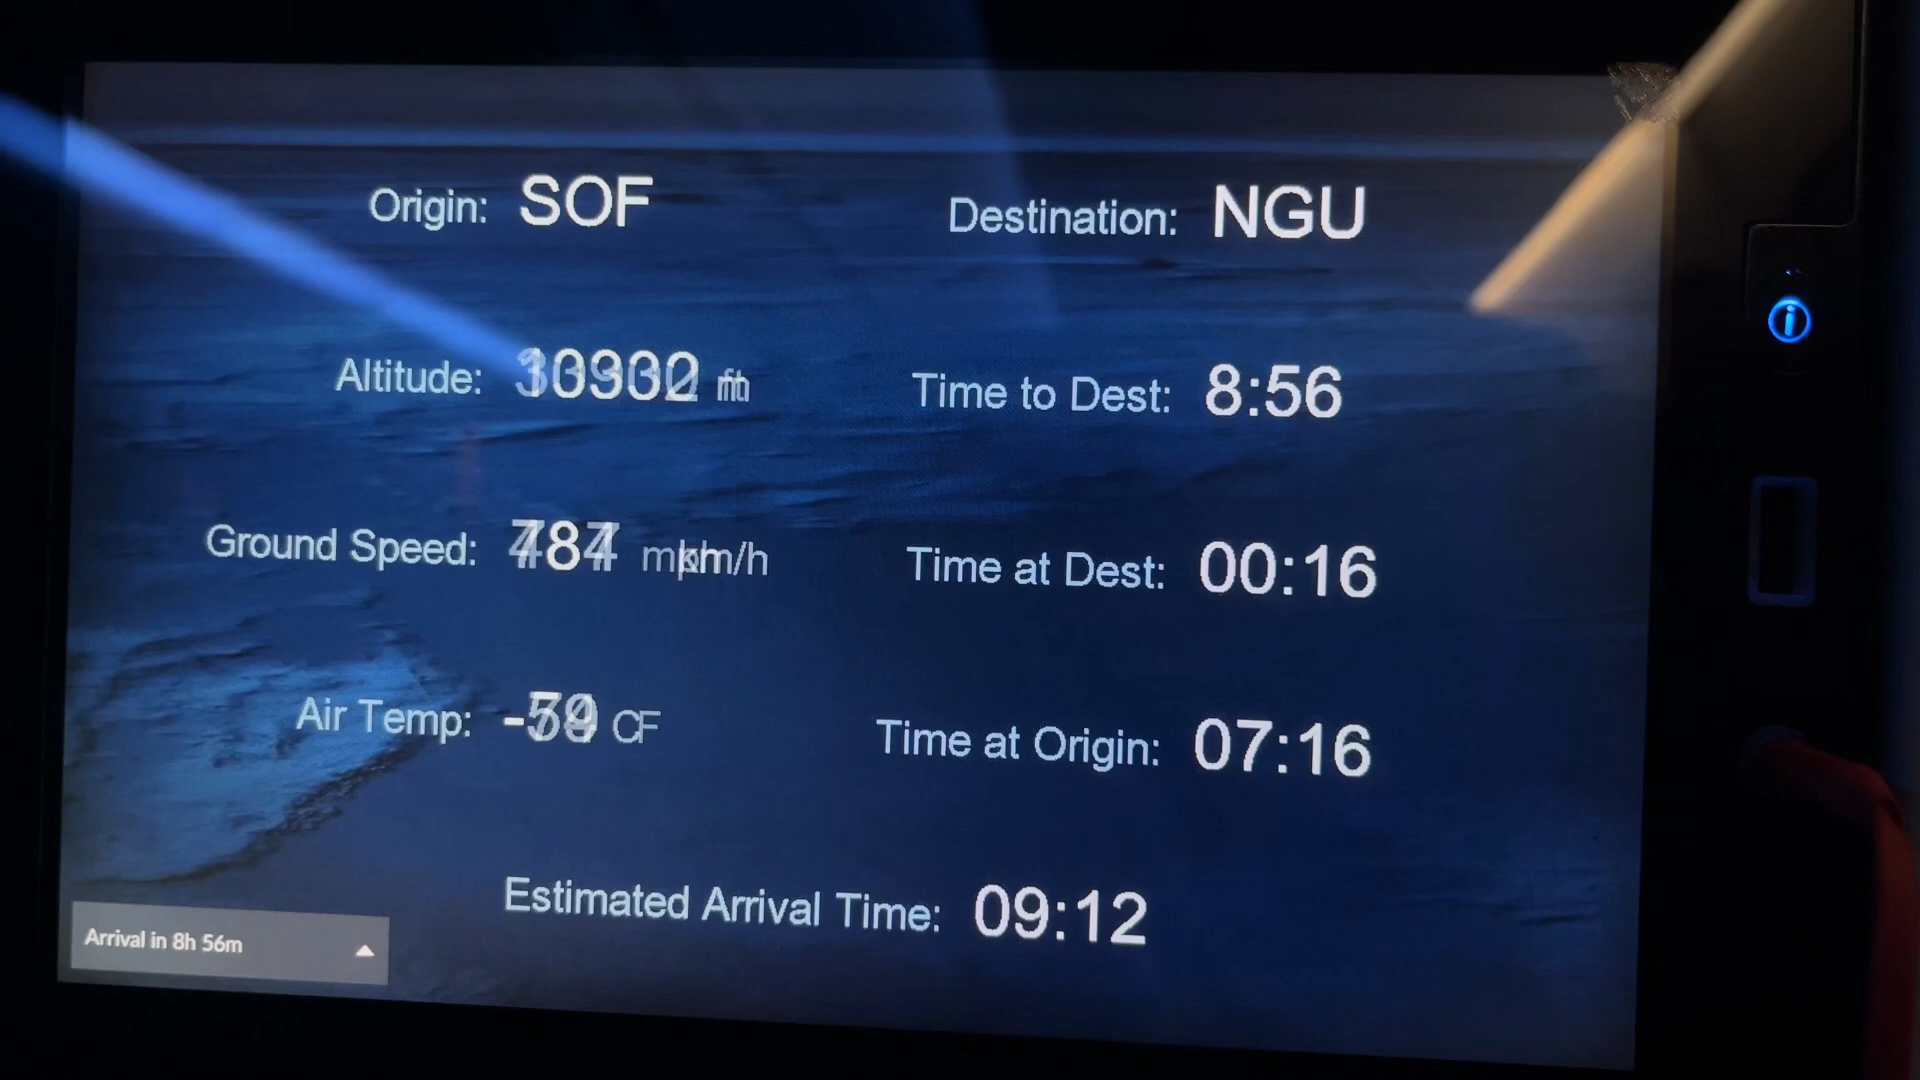 Origin: SOF
Destination: NGU
Altitude:
Time to Dest: 8:56
Ground Speed:
Time at Dest: 00:16
Air Temp:
Time at Origin: 07:16
Estimated Arrival Time: 09:12
Arrival in 8h 56m